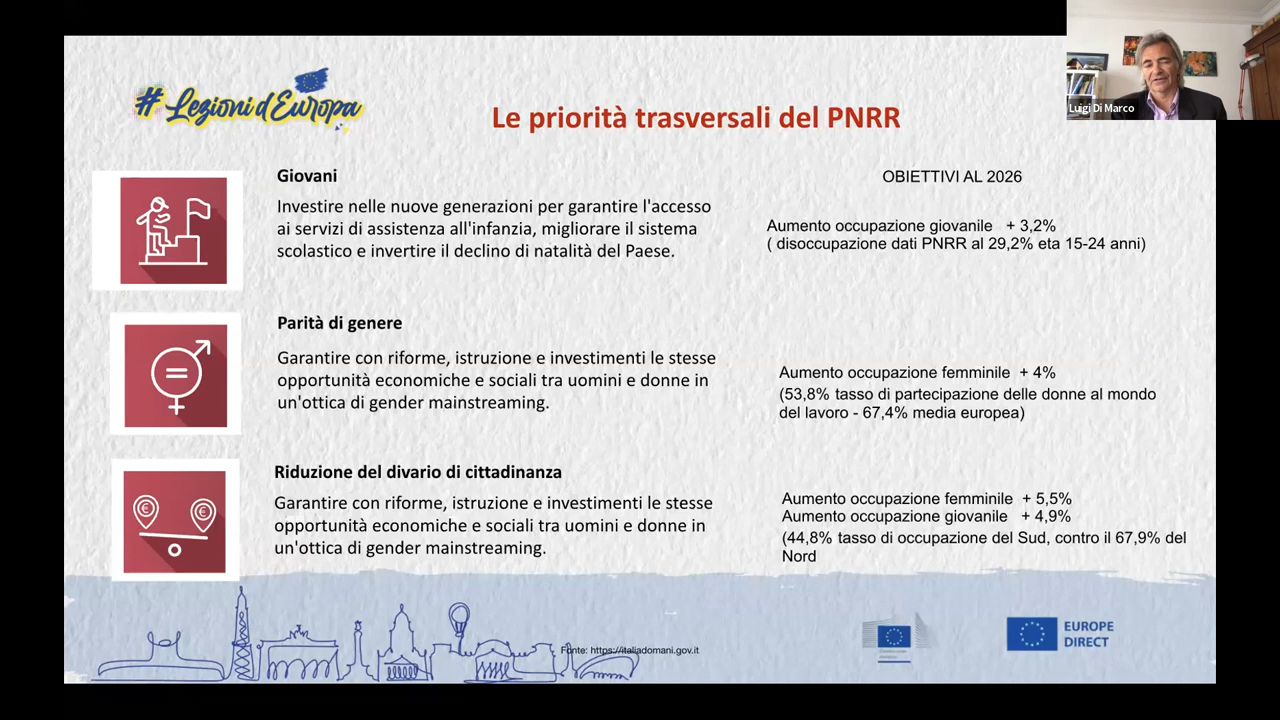 Luigi Di Marco
# Lezioni d'Europa
Le priorità trasversali del PNRR
Giovani
Investire nelle nuove generazioni per garantire l'accesso
ai servizi di assistenza all'infanzia, migliorare il sistema
scolastico e invertire il declino di natalità del Paese.
OBIETTIVI AL 2026
Aumento occupazione giovanile + 3,2%
( disoccupazione dati PNRR al 29,2% eta 15-24 anni)
Parità di genere
Garantire con riforme, istruzione e investimenti le stesse
opportunità economiche e sociali tra uomini e donne in
un'ottica di gender mainstreaming.
Aumento occupazione femminile + 4%
(53,8% tasso di partecipazione delle donne al mondo
del lavoro - 67,4% media europea)
Riduzione del divario di cittadinanza
Garantire con riforme, istruzione e investimenti le stesse
opportunità economiche e sociali tra uomini e donne in
un'ottica di gender mainstreaming.
Aumento occupazione femminile + 5,5%
Aumento occupazione giovanile + 4,9%
(44,8% tasso di occupazione del Sud, contro il 67,9% del
Nord
Fonte: https://italiadomani.gov.it
EUROPE
DIRECT